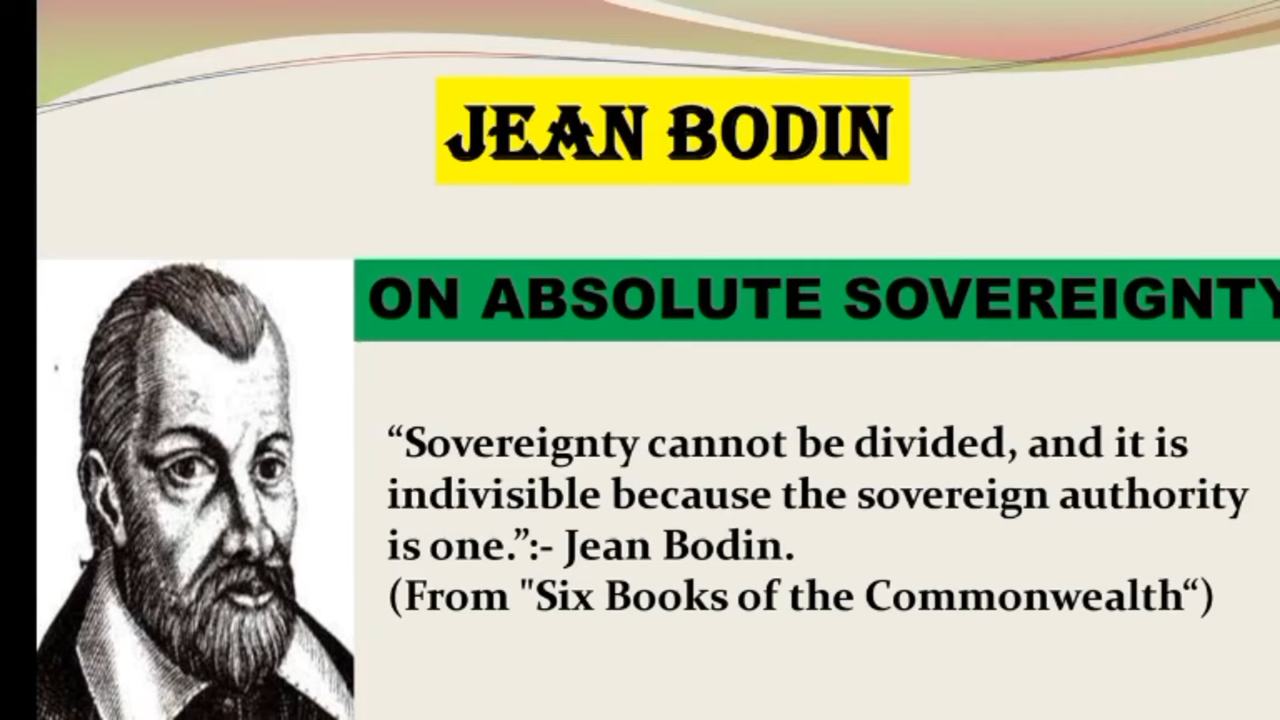 JEAN BODIN
ON ABSOLUTE SOVEREIGNTY
“Sovereignty cannot be divided, and it is
indivisible because the sovereign authority
is one.”:- Jean Bodin.
(From "Six Books of the Commonwealth“)